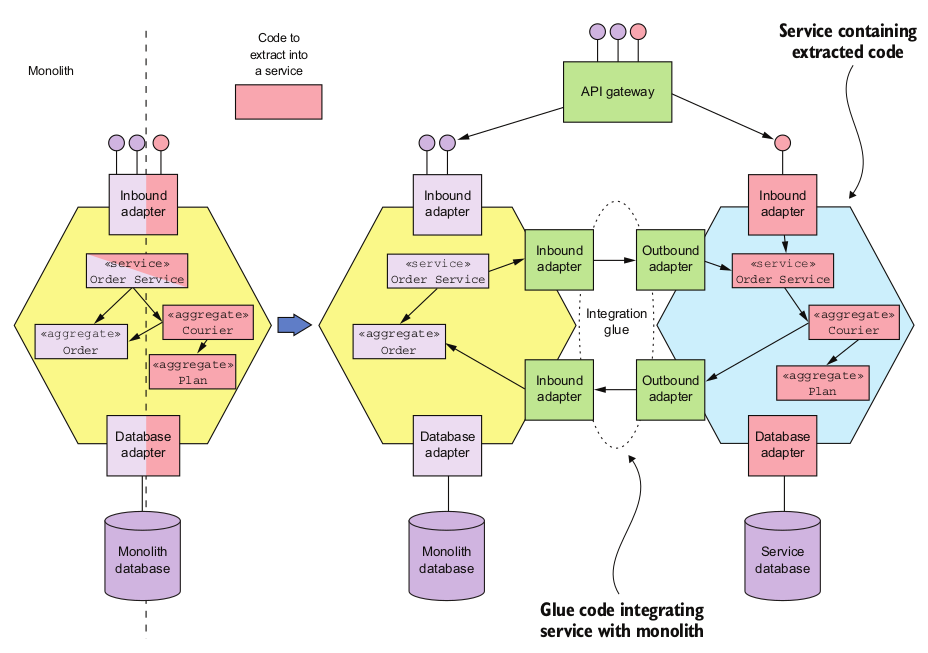 Monolith
Code to
extract into
a service
Service containing
extracted code
API gateway
Inbound
adapter
«service»
Order Service
«aggregate»
Courier
«aggregate»
Order
«aggregate»
Plan
Database
adapter
Monolith
database
Inbound
adapter
«service»
Order Service
«aggregate»
Order
Inbound
adapter
Outbound
adapter
Integration
glue
Inbound
adapter
Outbound
adapter
Database
adapter
Monolith
database
Inbound
adapter
«service»
Order Service
«aggregate»
Courier
«aggregate»
Plan
Database
adapter
Service
database
Glue code integrating
service with monolith